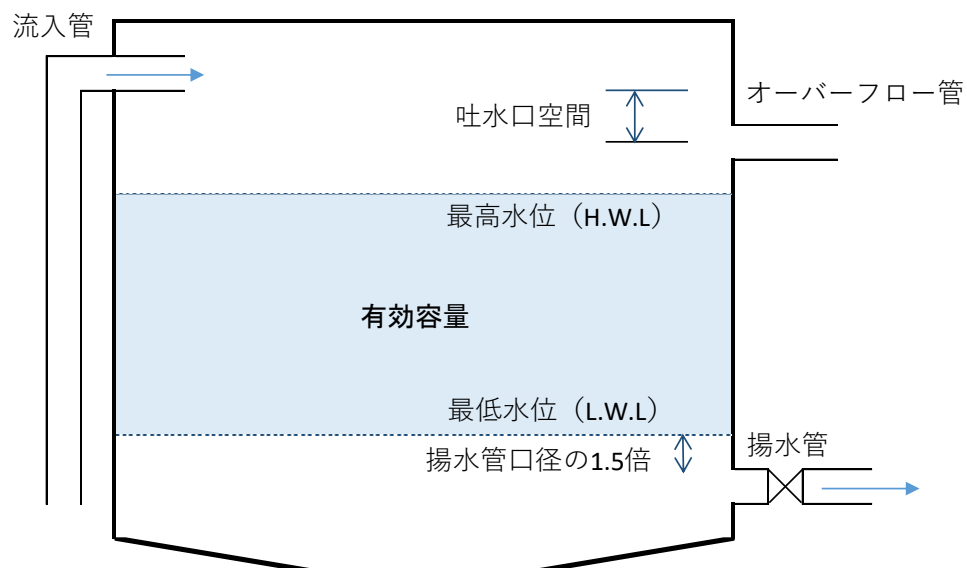 流入管
オーバーフロー管
吐水口空間
最高水位（H.W.L）
有効容量
最低水位（L.W.L）
揚水管
揚水管口径の1.5倍